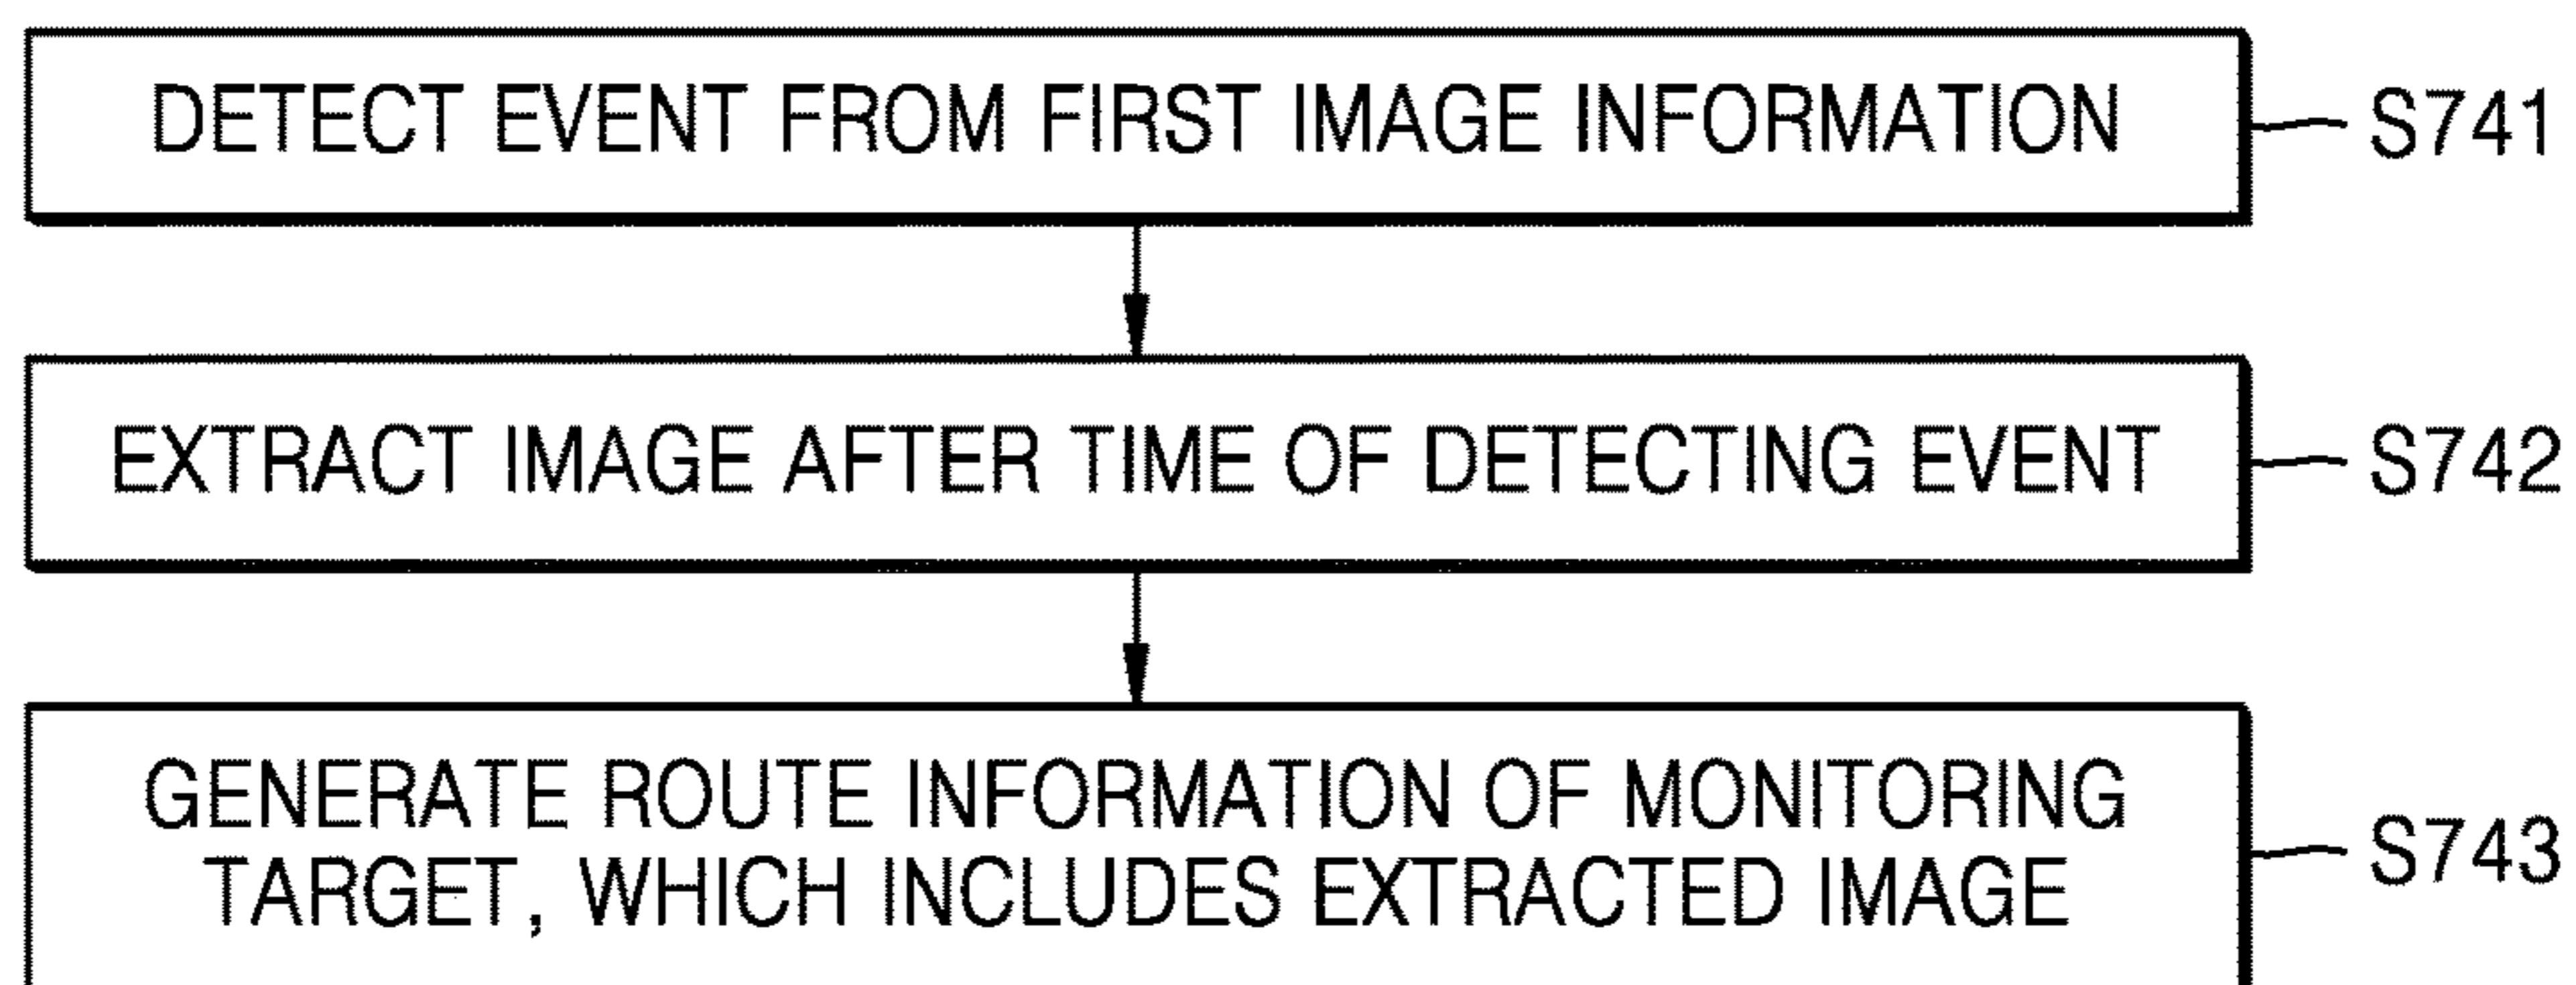 DETECT EVENT FROM FIRST IMAGE INFORMATION
S741
EXTRACT IMAGE AFTER TIME OF DETECTING EVENT
S742
GENERATE ROUTE INFORMATION OF MONITORING
TARGET, WHICH INCLUDES EXTRACTED IMAGE
S743